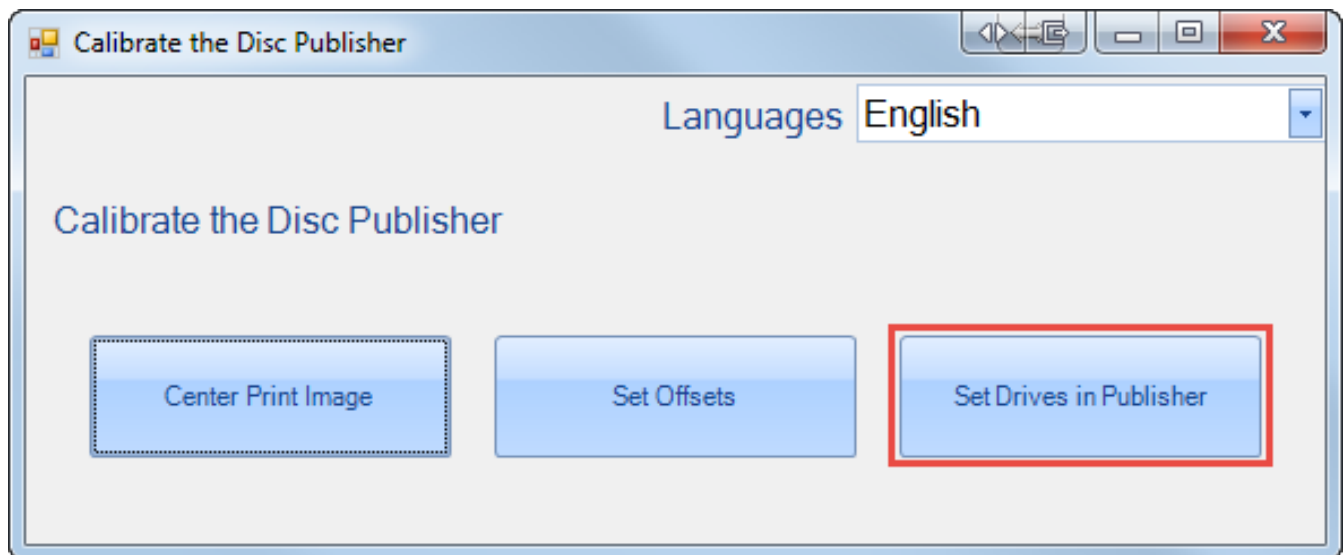 Calibrate the Disc Publisher
Languages English
Calibrate the Disc Publisher
Center Print Image
Set Offsets
Set Drives in Publisher